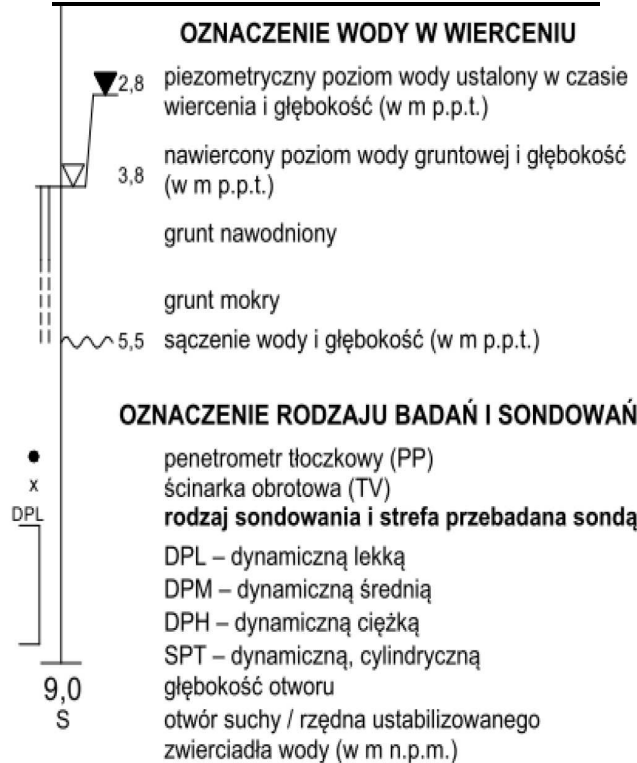 OZNACZENIE WODY W WIERCENIU
2,8 piezometryczny poziom wody ustalony w czasie
wiercenia i głębokość (w m p.p.t.)
nawiercony poziom wody gruntowej i głębokość
3,8 (w m p.p.t.)
grunt nawodniony
grunt mokry
5,5 sączenie wody i głębokość (w m p.p.t.)
OZNACZENIE RODZAJU BADAŃ I SONDOWAŃ
penetrometr tłoczkowy (PP)
x ścinarka obrotowa (TV)
DPL rodzaj sondowania i strefa przebadana sondą
DPL – dynamiczną lekką
DPM – dynamiczną średnią
DPH – dynamiczną ciężką
SPT – dynamiczną, cylindryczną
9,0 głębokość otworu
S otwór suchy / rzędna ustabilizowanego
zwierciadła wody (w m n.p.m.)